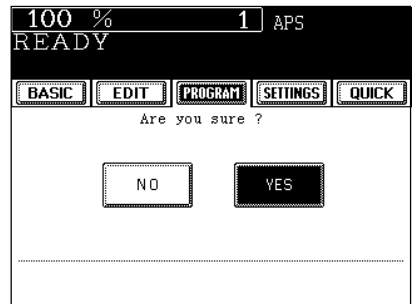 100 % 1 APS
READY
BASIC EDIT PROGRAM SETTINGS QUICK
Are you sure ?
NO YES